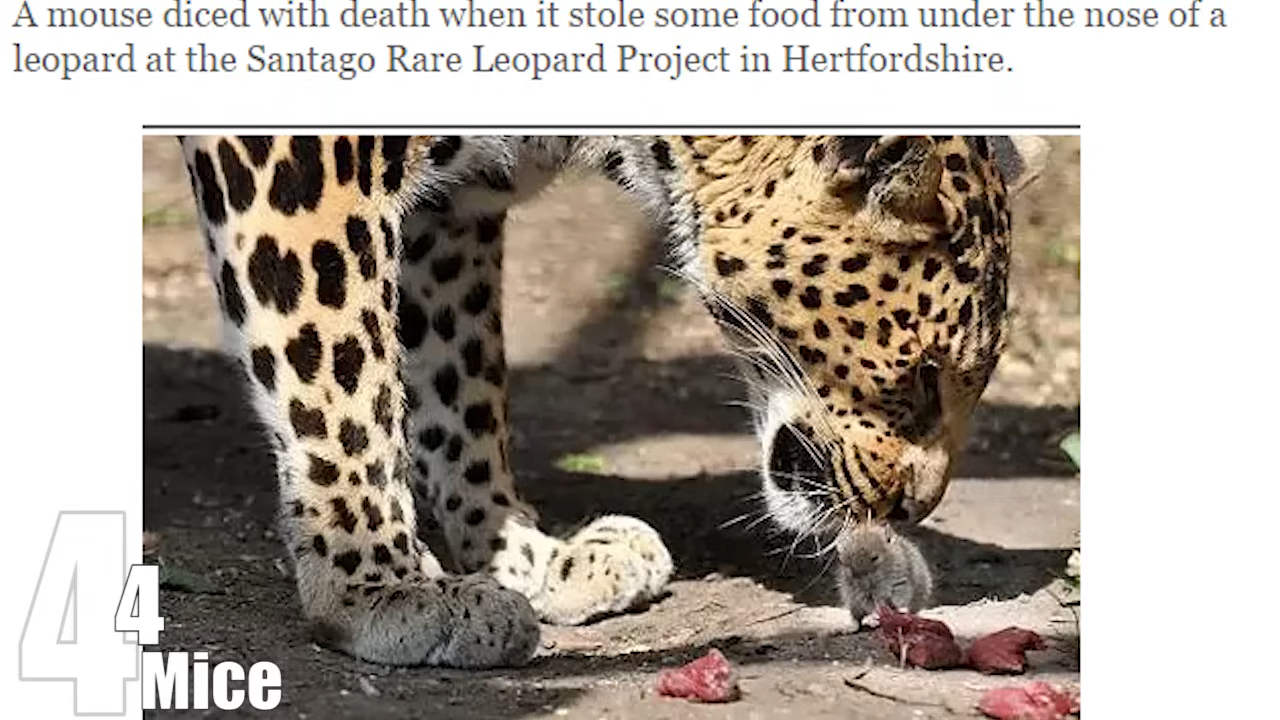 A mouse diced with death when it stole some food from under the nose of a
leopard at the Santago Rare Leopard Project in Hertfordshire.
4
4
Mice